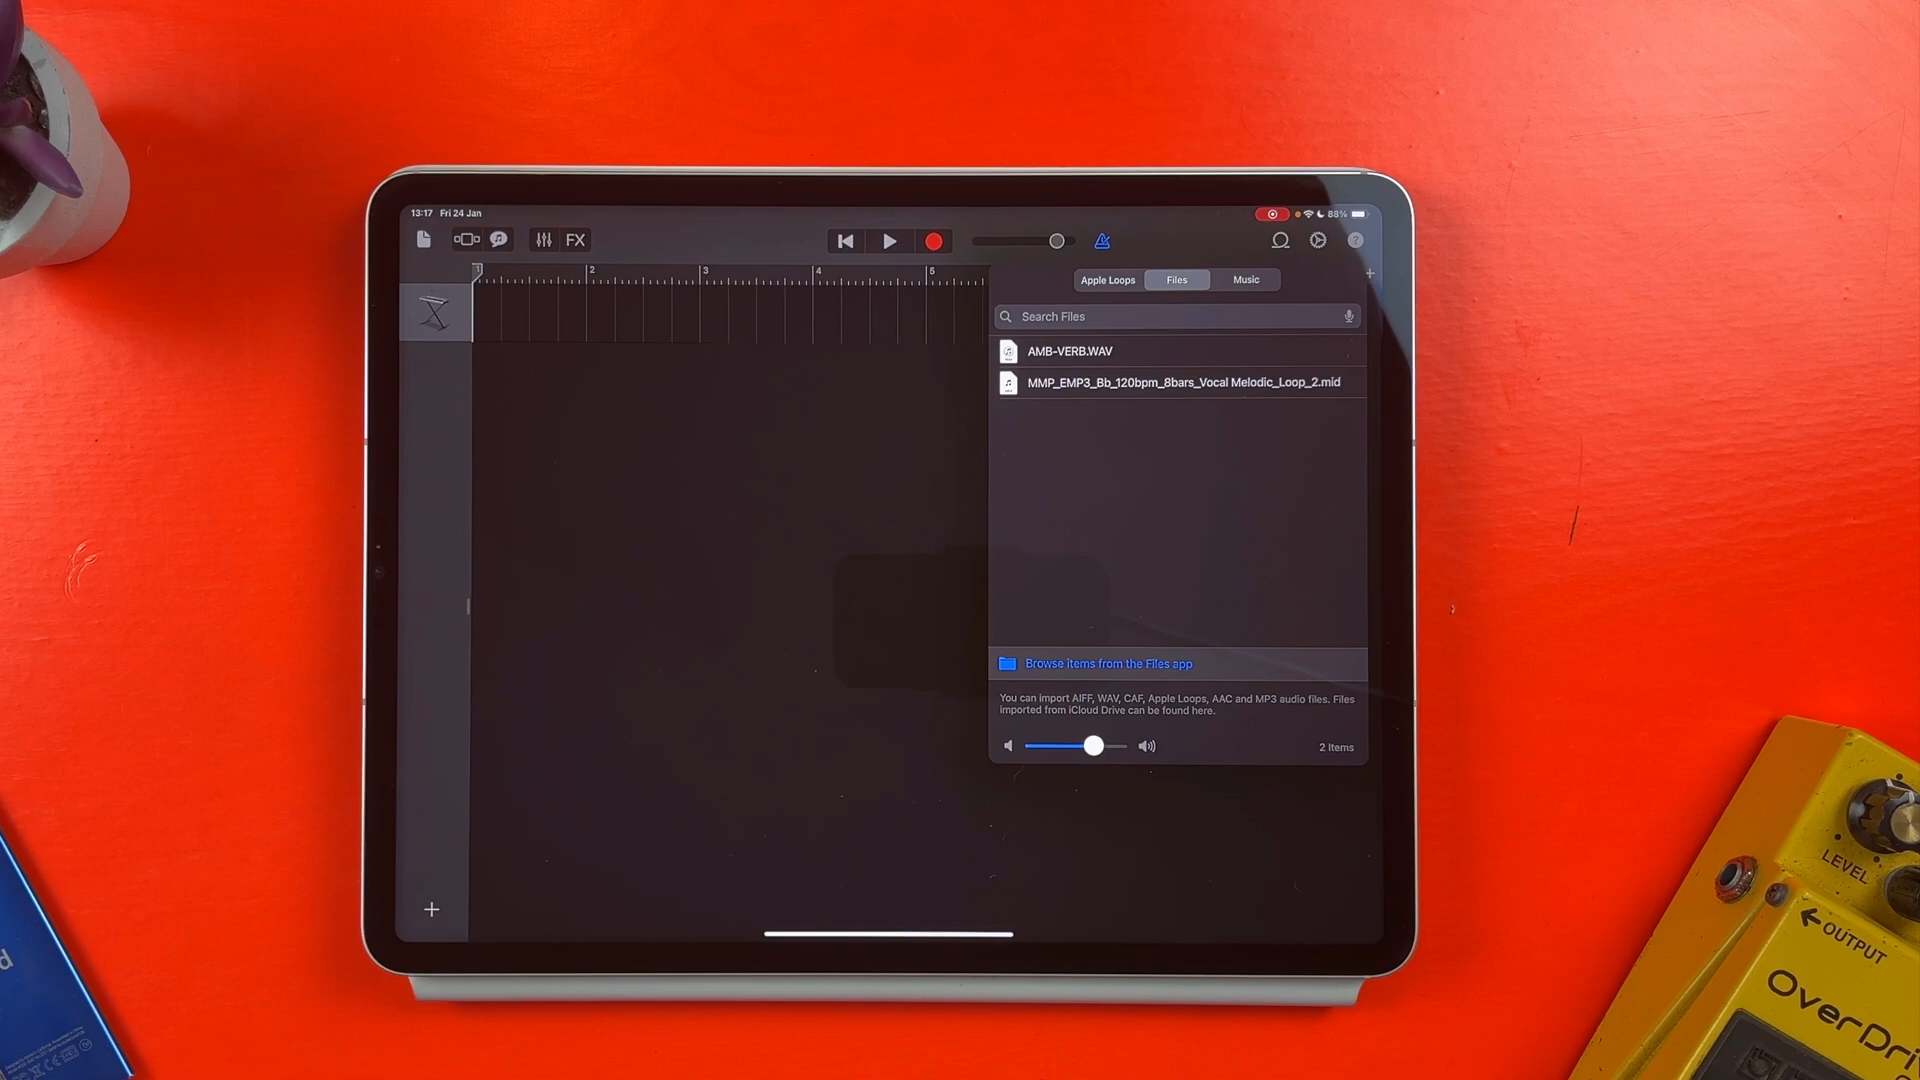 13:17 Fri 24 Jan
88%
FX
?
1 2 3 4 5
Apple Loops Files Music
Search Files
AMB-VERB.WAV
MMP_EMP3_Bb_120bpm_8bars_Vocal Melodic_Loop_2.mid
Browse items from the Files app
You can import AIFF, WAV, CAF, Apple Loops, AAC and MP3 audio files. Files
imported from iCloud Drive can be found here.
2 Items
LEVEL
OUTPUT
OverDri
d